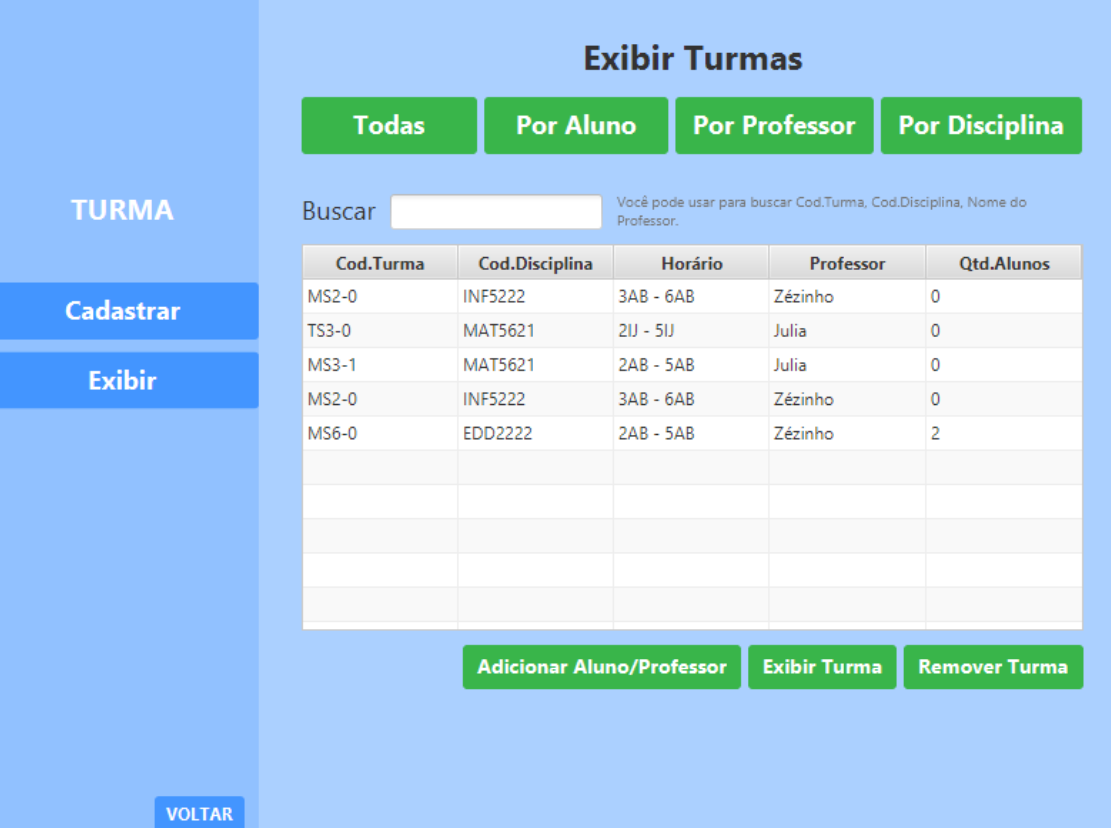 Exibir Turmas
Todas Por Aluno Por Professor Por Disciplina
TURMA
Cadastrar
Exibir
VOLTAR
Buscar
Você pode usar para buscar Cod.Turma, Cod.Disciplina, Nome do
Professor.
Cod.Turma Cod.Disciplina Horário Professor Qtd.Alunos
MS2-0 INF5222 3AB - 6AB Zézinho 0
TS3-0 MAT5621 2IJ - 5IJ Julia 0
MS3-1 MAT5621 2AB - 5AB Julia 0
MS2-0 INF5222 3AB - 6AB Zézinho 0
MS6-0 EDD2222 2AB - 5AB Zézinho 2
Adicionar Aluno/Professor Exibir Turma Remover Turma